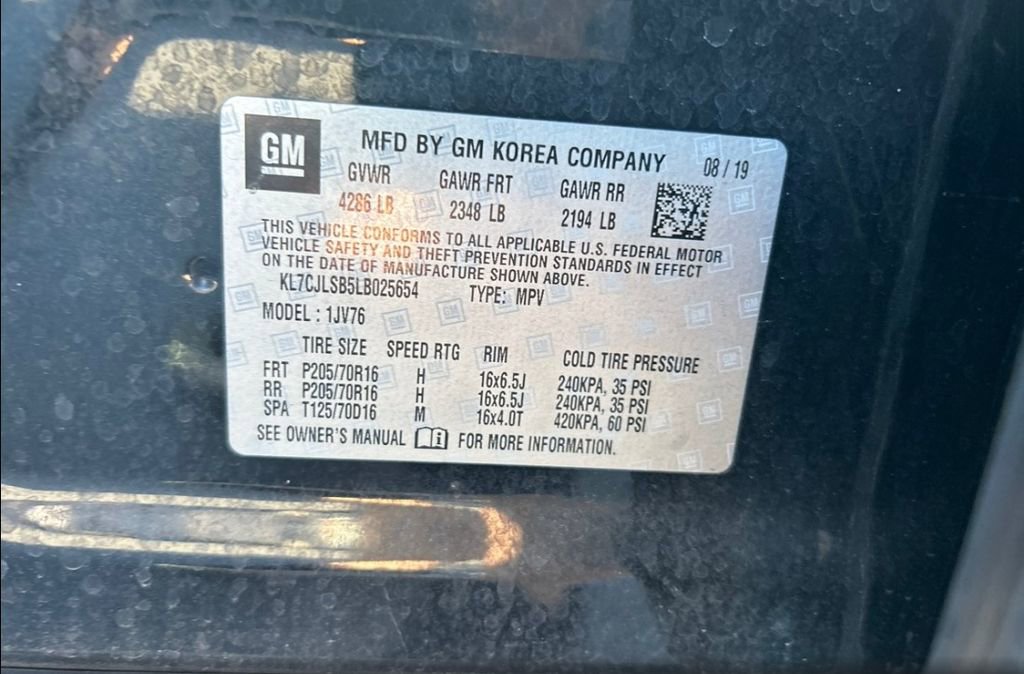 GM
MFD BY GM KOREA COMPANY 08 / 19
GVWR GAWR FRT GAWR RR
4286 LB 2348 LB 2194 LB
THIS VEHICLE CONFORMS TO ALL APPLICABLE U.S. FEDERAL MOTOR
VEHICLE SAFETY AND THEFT PREVENTION STANDARDS IN EFFECT
ON THE DATE OF MANUFACTURE SHOWN ABOVE.
KL7CJLSB5LB025654 TYPE: MPV
MODEL : 1JV76
TIRE SIZE SPEED RTG RIM COLD TIRE PRESSURE
FRT P205/70R16 H 16x6.5J 240KPA, 35 PSI
RR P205/70R16 H 16x6.5J 240KPA, 35 PSI
SPA T125/70D16 M 16x4.0T 420KPA, 60 PSI
SEE OWNER'S MANUAL i FOR MORE INFORMATION.